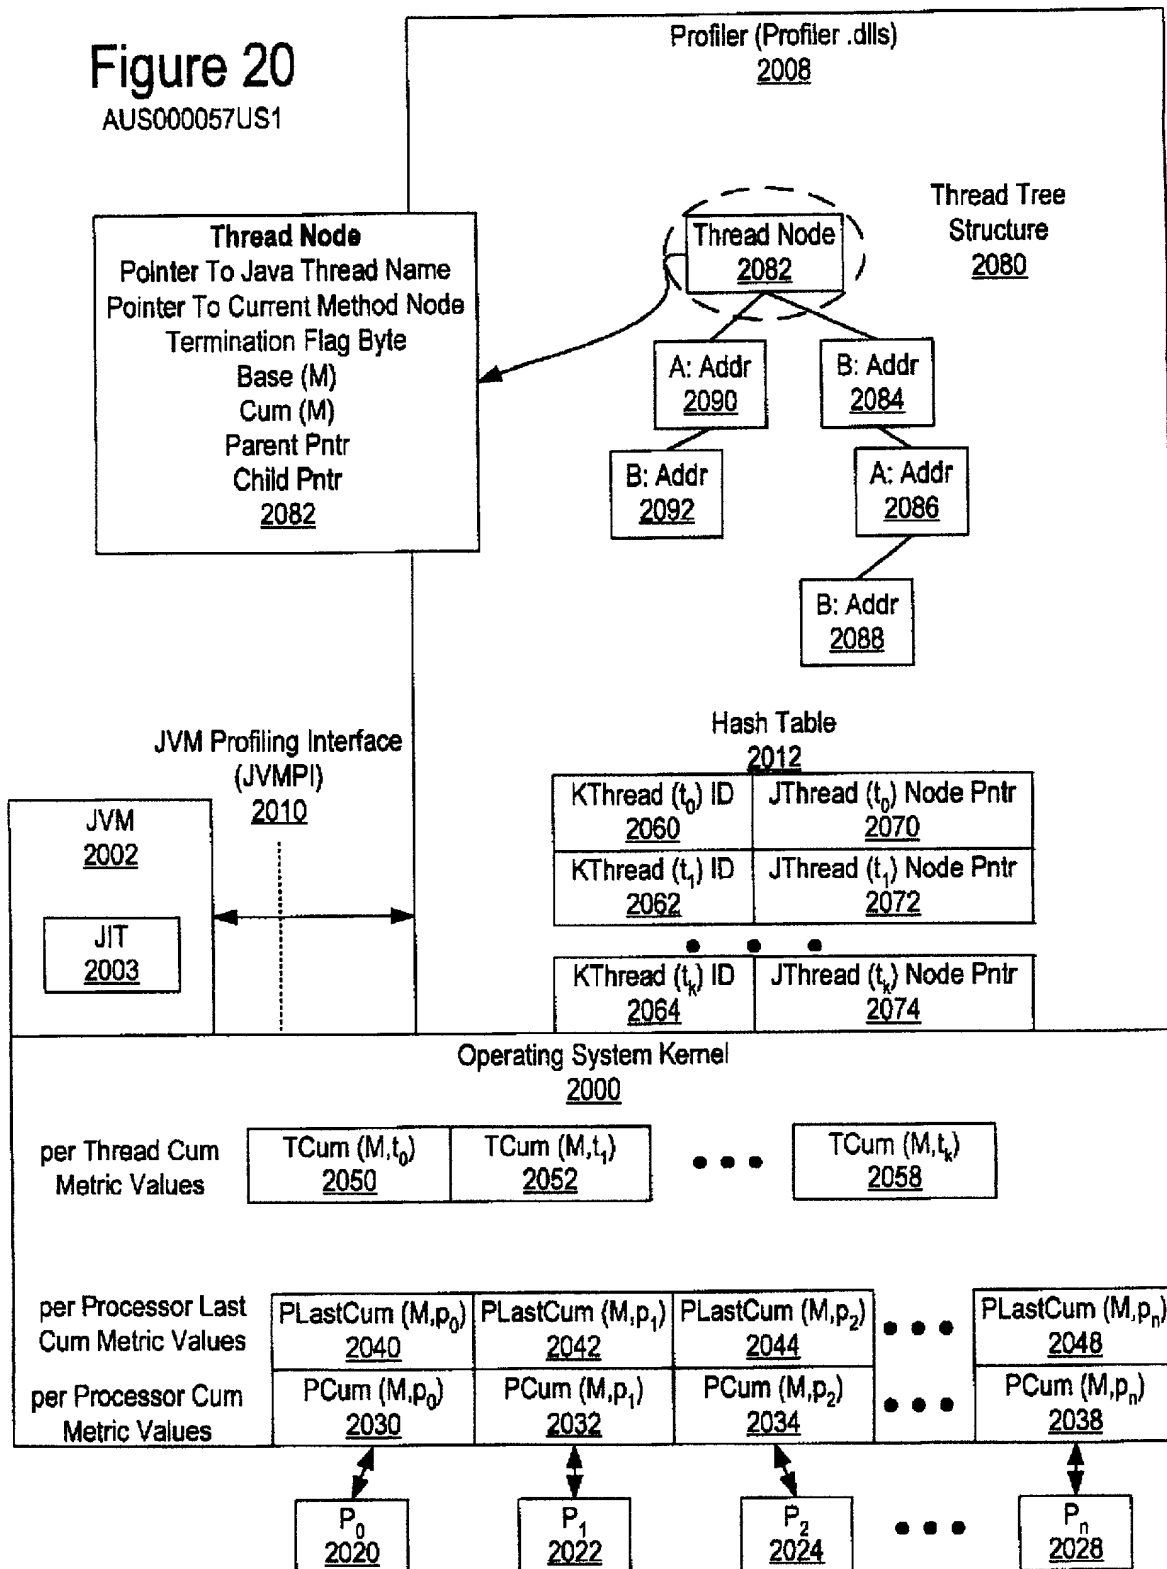 Figure 20
AUS000057US1
Profiler (Profiler .dlls)
2008
Thread Tree
Structure
2080
Thread Node
2082
Thread Node
Pointer To Java Thread Name
Pointer To Current Method Node
Termination Flag Byte
Base (M)
Cum (M)
Parent Pntr
Child Pntr
2082
A: Addr
2090
B: Addr
2084
B: Addr
2092
A: Addr
2086
B: Addr
2088
Hash Table
2012
JVM Profiling Interface
(JVMPI)
2010
JVM
2002
JIT
2003
KThread (t0) ID
2060
JThread (t0) Node Pntr
2070
KThread (t1) ID
2062
JThread (t1) Node Pntr
2072
• • •
KThread (tk) ID
2064
JThread (tk) Node Pntr
2074
Operating System Kernel
2000
per Thread Cum
Metric Values
TCum (M,t0)
2050
TCum (M,t1)
2052
• • •
TCum (M,tk)
2058
per Processor Last
Cum Metric Values
PLastCum (M,p0)
2040
PLastCum (M,p1)
2042
PLastCum (M,p2)
2044
• • •
PLastCum (M,pn)
2048
per Processor Cum
Metric Values
PCum (M,p0)
2030
PCum (M,p1)
2032
PCum (M,p2)
2034
• • •
PCum (M,pn)
2038
P0
2020
P1
2022
P2
2024
• • •
Pn
2028